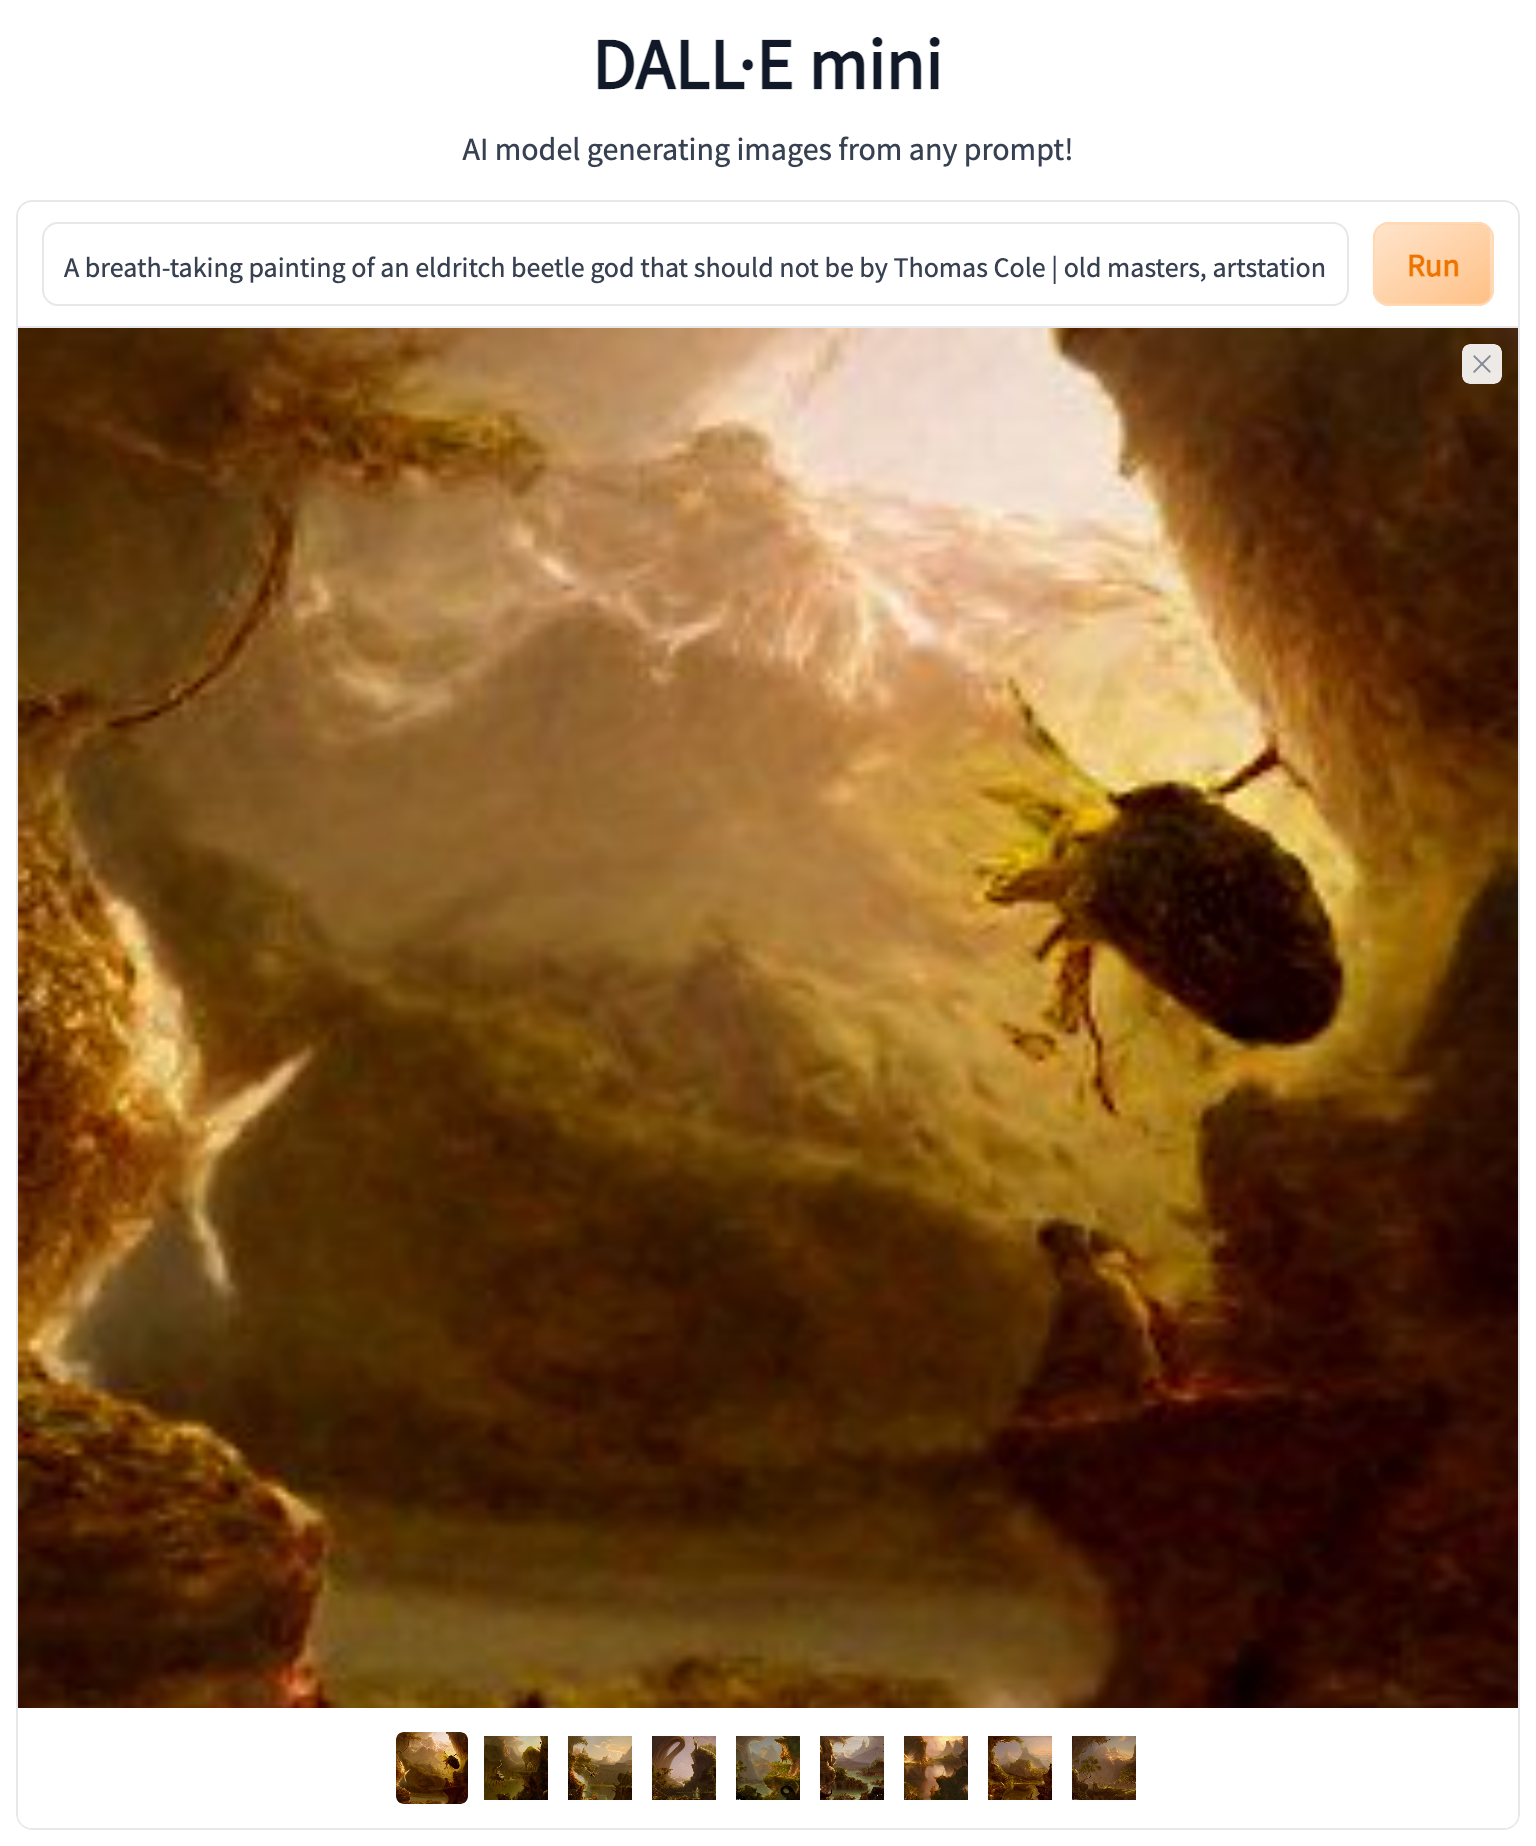 DALL·E mini
AI model generating images from any prompt!
A breath-taking painting of an eldritch beetle god that should not be by Thomas Cole | old masters, artstation
Run